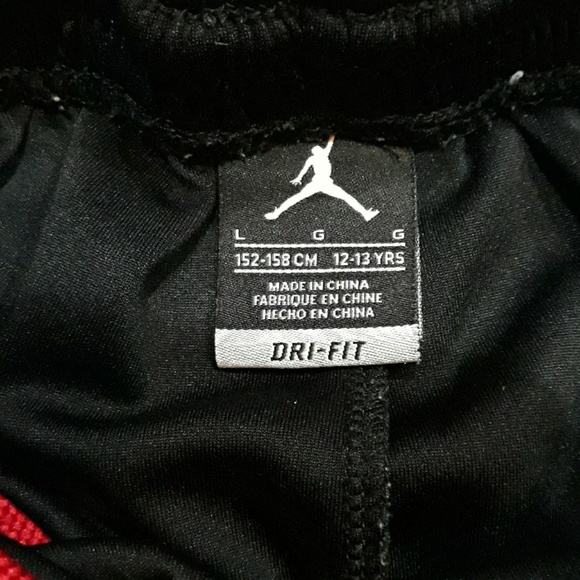 L G G
152-158 CM 12-13 YRS
MADE IN CHINA
FABRIQUE EN CHINE
HECHO EN CHINA
DRI-FIT